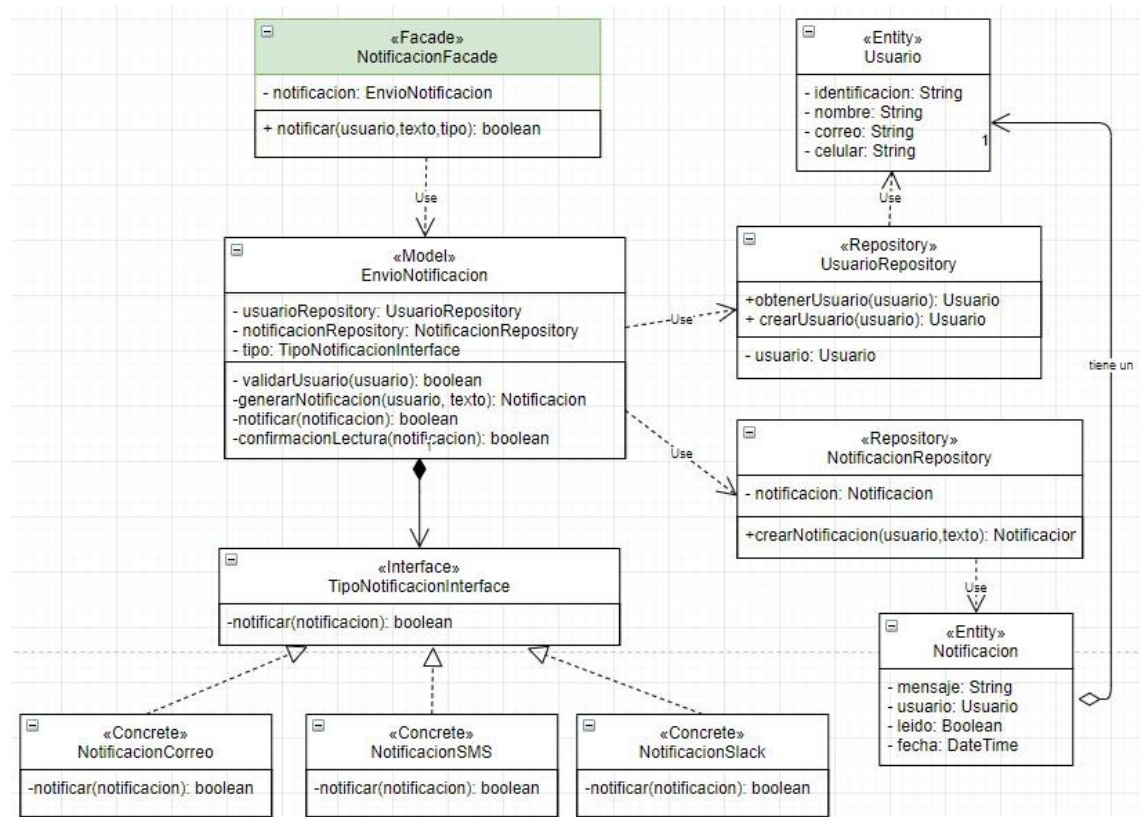 «Facade»
NotificacionFacade
- notificacion: EnvioNotificacion
+ notificar(usuario,texto,tipo): boolean
Use
«Entity»
Usuario
- identificacion: String
- nombre: String
- correo: String
- celular: String
1
Use
«Model»
EnvioNotificacion
- usuarioRepository: UsuarioRepository
- notificacionRepository: NotificacionRepository
- tipo: TipoNotificacionInterface
- validarUsuario(usuario): boolean
-generarNotificacion(usuario, texto): Notificacion
-notificar(notificacion): boolean
-confirmacionLectura(notificacion): boolean
1
Use
«Repository»
UsuarioRepository
+obtenerUsuario(usuario): Usuario
+ crearUsuario(usuario): Usuario
- usuario: Usuario
tiene un
Use
«Repository»
NotificacionRepository
- notificacion: Notificacion
+crearNotificacion(usuario,texto): Notificacion
Use
«Interface»
TipoNotificacionInterface
-notificar(notificacion): boolean
«Entity»
Notificacion
- mensaje: String
- usuario: Usuario
- leido: Boolean
- fecha: DateTime
«Concrete»
NotificacionCorreo
-notificar(notificacion): boolean
«Concrete»
NotificacionSMS
-notificar(notificacion): boolean
«Concrete»
NotificacionSlack
-notificar(notificacion): boolean